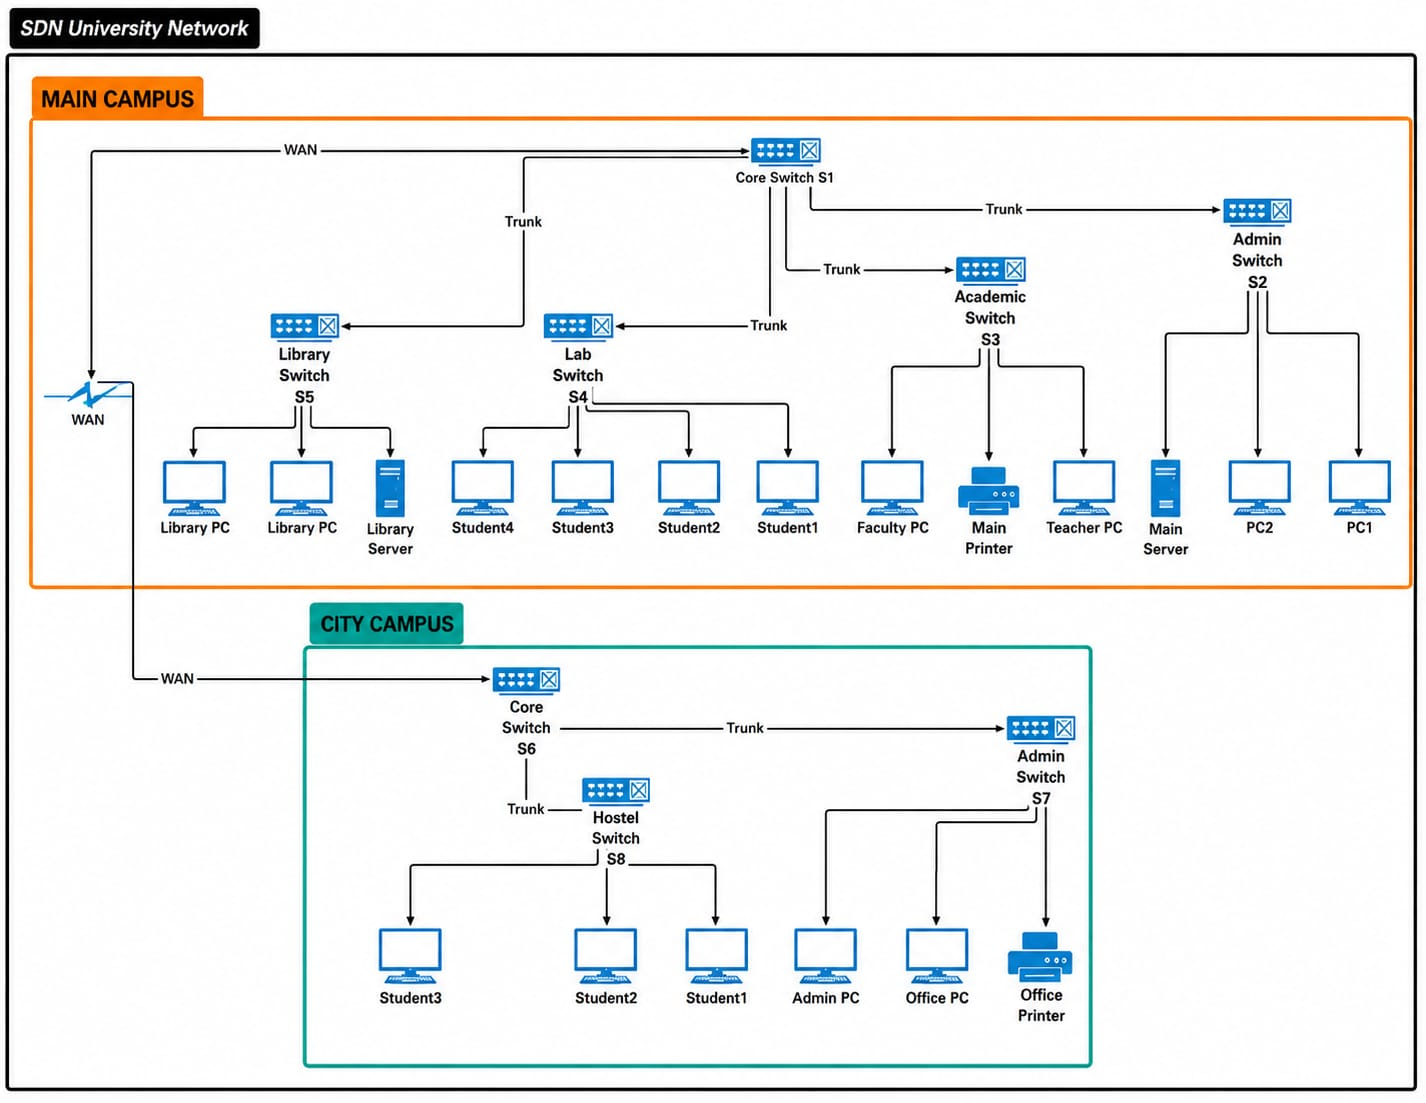 SDN University Network
MAIN CAMPUS
WAN
Core Switch S1
Trunk
Trunk
Admin
Switch
S2
Trunk
Academic
Switch
S3
Trunk
Library
Switch
S5
Lab
Switch
S4
WAN
Library PC
Library PC
Library
Server
Student4
Student3
Student2
Student1
Faculty PC
Main
Printer
Teacher PC
Main
Server
PC2
PC1
CITY CAMPUS
WAN
Core
Switch
S6
Trunk
Admin
Switch
S7
Trunk
Hostel
Switch
S8
Student3
Student2
Student1
Admin PC
Office PC
Office
Printer